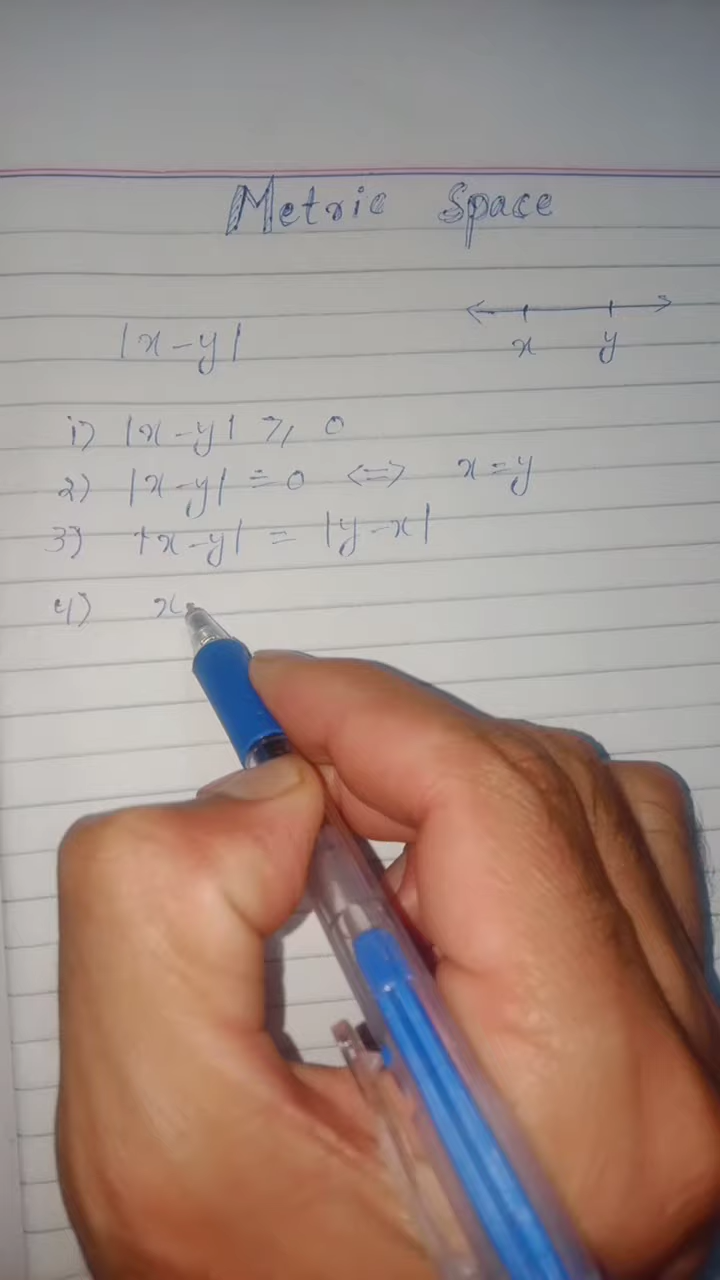 Metric Space
|x-y|
x y
1) |x-y| ≥ 0
2) |x-y| = 0 <=> x=y
3) |x-y| = |y-x|
4) x